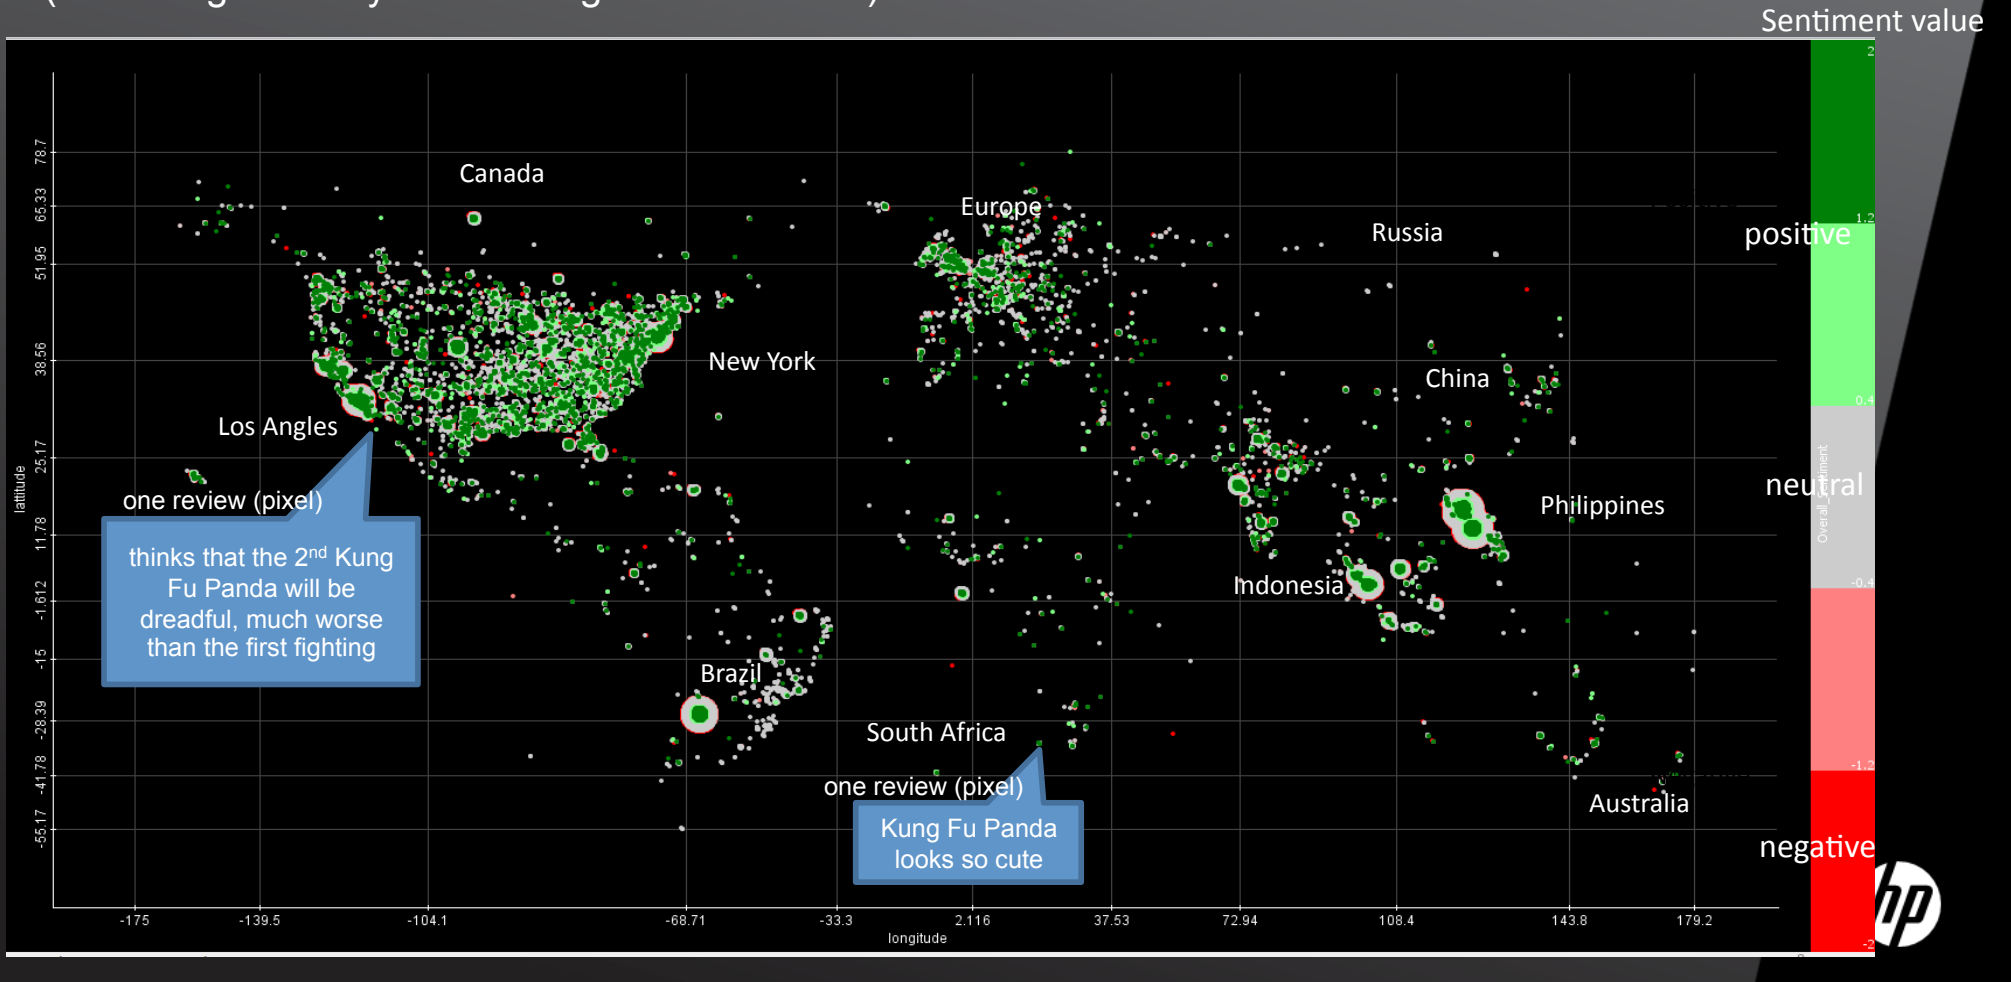 Sentiment value
2
1.2
positive
0.4
neutral
Overall_Sentiment
-0.4
-1.2
negative
-2
Canada
Europe
Russia
New York
China
Los Angles
Philippines
Indonesia
Brazil
South Africa
Australia
one review (pixel)
thinks that the 2nd Kung
Fu Panda will be
dreadful, much worse
than the first fighting
one review (pixel)
Kung Fu Panda
looks so cute
lattitude
78.7
65.33
51.95
38.56
25.17
11.78
-1.612
-15
-28.39
-41.78
-55.17
-175
-139.5
-104.1
-68.71
-33.3
2.116
37.53
72.94
108.4
143.8
179.2
longitude
hp